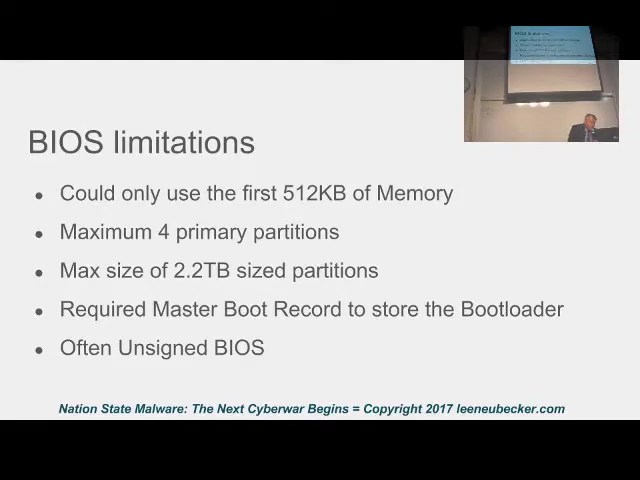 BIOS limitations
● Could only use the first 512KB of Memory
● Maximum 4 primary partitions
● Max size of 2.2TB sized partitions
● Required Master Boot Record to store the Bootloader
● Often Unsigned BIOS
Nation State Malware: The Next Cyberwar Begins = Copyright 2017 leeneubecker.com